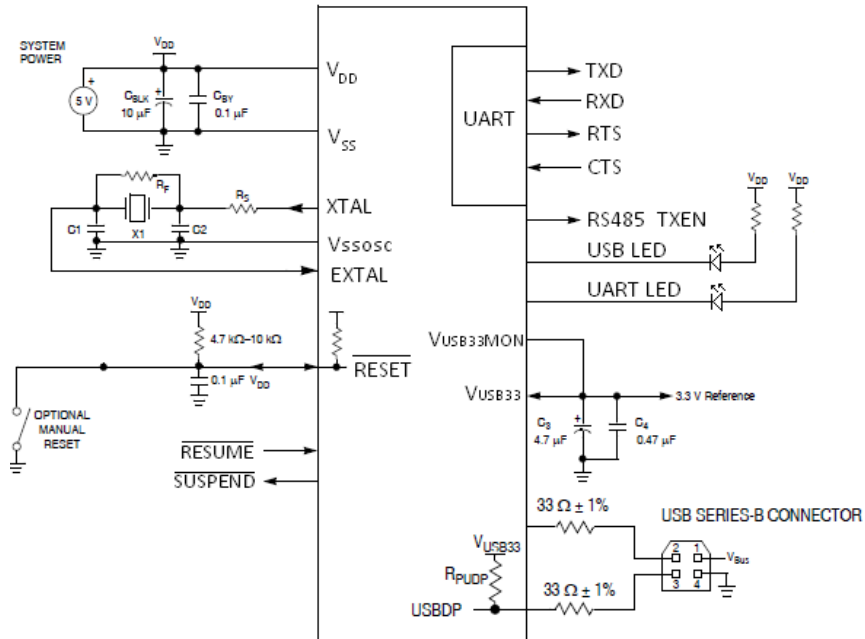 SYSTEM
POWER
VDD
+
5 V
+
CBLK
10 µF
CBY
0.1 µF
VDD
VSS
RF
RS
XTAL
C1
X1
C2
Vssosc
EXTAL
VDD
4.7 kΩ–10 kΩ
0.1 µF VDD
RESET
OPTIONAL
MANUAL
RESET
RESUME
SUSPEND
UART
TXD
RXD
RTS
CTS
VDD
VDD
RS485 TXEN
USB LED
UART LED
VUSB33MON
VUSB33
3.3 V Reference
C3
4.7 µF
+
C4
0.47 µF
33 Ω ± 1%
USB SERIES-B CONNECTOR
2 1
VBus
3 4
VUSB33
RPUDP
33 Ω ± 1%
USBDP